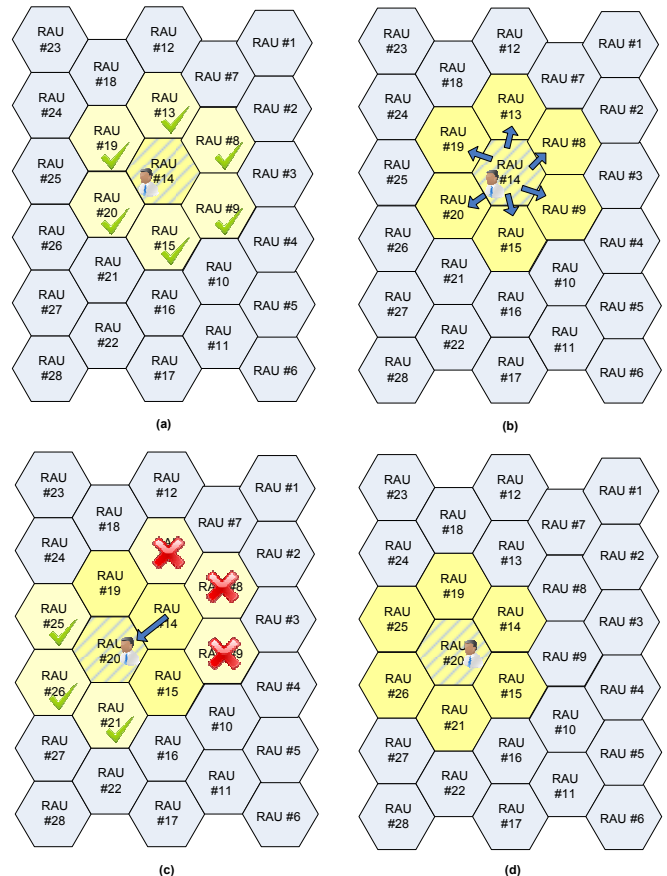 RAU
#23
RAU
#12
RAU #1
RAU
#18
RAU #7
RAU
#24
RAU
#13
RAU #2
RAU
#19
RAU #8
RAU
#25
RAU
#14
RAU #3
RAU
#20
RAU #9
RAU
#26
RAU
#15
RAU #4
RAU
#21
RAU
#10
RAU
#27
RAU
#16
RAU #5
RAU
#22
RAU
#11
RAU
#28
RAU
#17
RAU #6
(a)
RAU
#23
RAU
#12
RAU #1
RAU
#18
RAU #7
RAU
#24
RAU
#13
RAU #2
RAU
#19
RAU #8
RAU
#25
RAU
#14
RAU #3
RAU
#20
RAU #9
RAU
#26
RAU
#15
RAU #4
RAU
#21
RAU
#10
RAU
#27
RAU
#16
RAU #5
RAU
#22
RAU
#11
RAU
#28
RAU
#17
RAU #6
(b)
RAU
#23
RAU
#12
RAU #1
RAU
#18
RAU #7
RAU
#24
RAU #2
RAU
#19
RAU
#25
RAU
#14
RAU #3
RAU
#20
RAU
#26
RAU
#15
RAU #4
RAU
#21
RAU
#10
RAU
#27
RAU
#16
RAU #5
RAU
#22
RAU
#11
RAU
#28
RAU
#17
RAU #6
(c)
RAU
#23
RAU
#12
RAU #1
RAU
#18
RAU #7
RAU
#24
RAU
#13
RAU #2
RAU
#19
RAU #8
RAU
#25
RAU
#14
RAU #3
RAU
#20
RAU #9
RAU
#26
RAU
#15
RAU #4
RAU
#21
RAU
#10
RAU
#27
RAU
#16
RAU #5
RAU
#22
RAU
#11
RAU
#28
RAU
#17
RAU #6
(d)